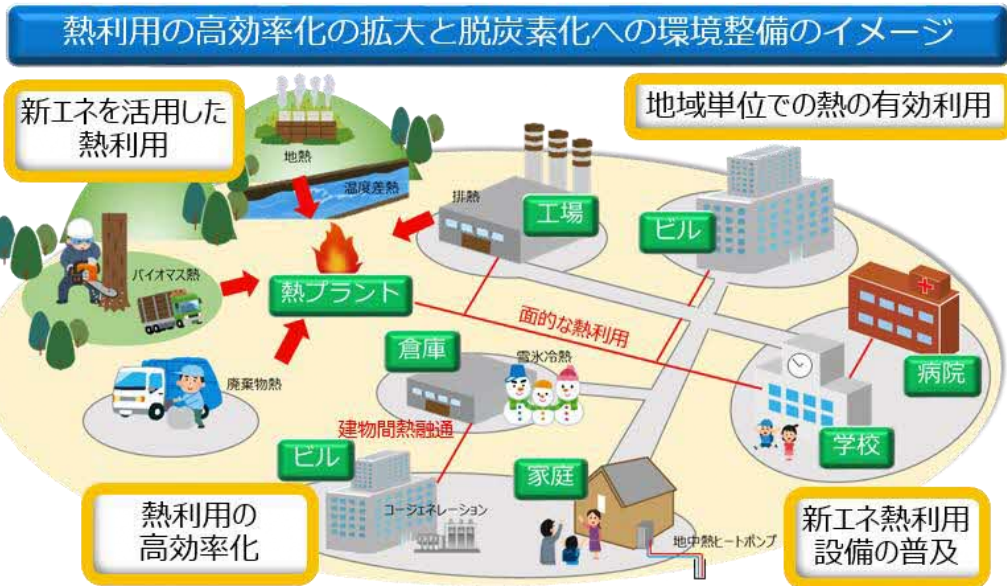 熱利用の高効率化の拡大と脱炭素化への環境整備のイメージ
新エネを活用した
熱利用
地域単位での熱の有効利用
地熱
温度差熱
排熱
工場
ビル
バイオマス熱
熱プラント
面的な熱利用
倉庫
雪氷冷熱
病院
廃棄物熱
学校
建物間熱融通
ビル
家庭
コージェネレーション
地中熱ヒートポンプ
熱利用の
高効率化
新エネ熱利用
設備の普及